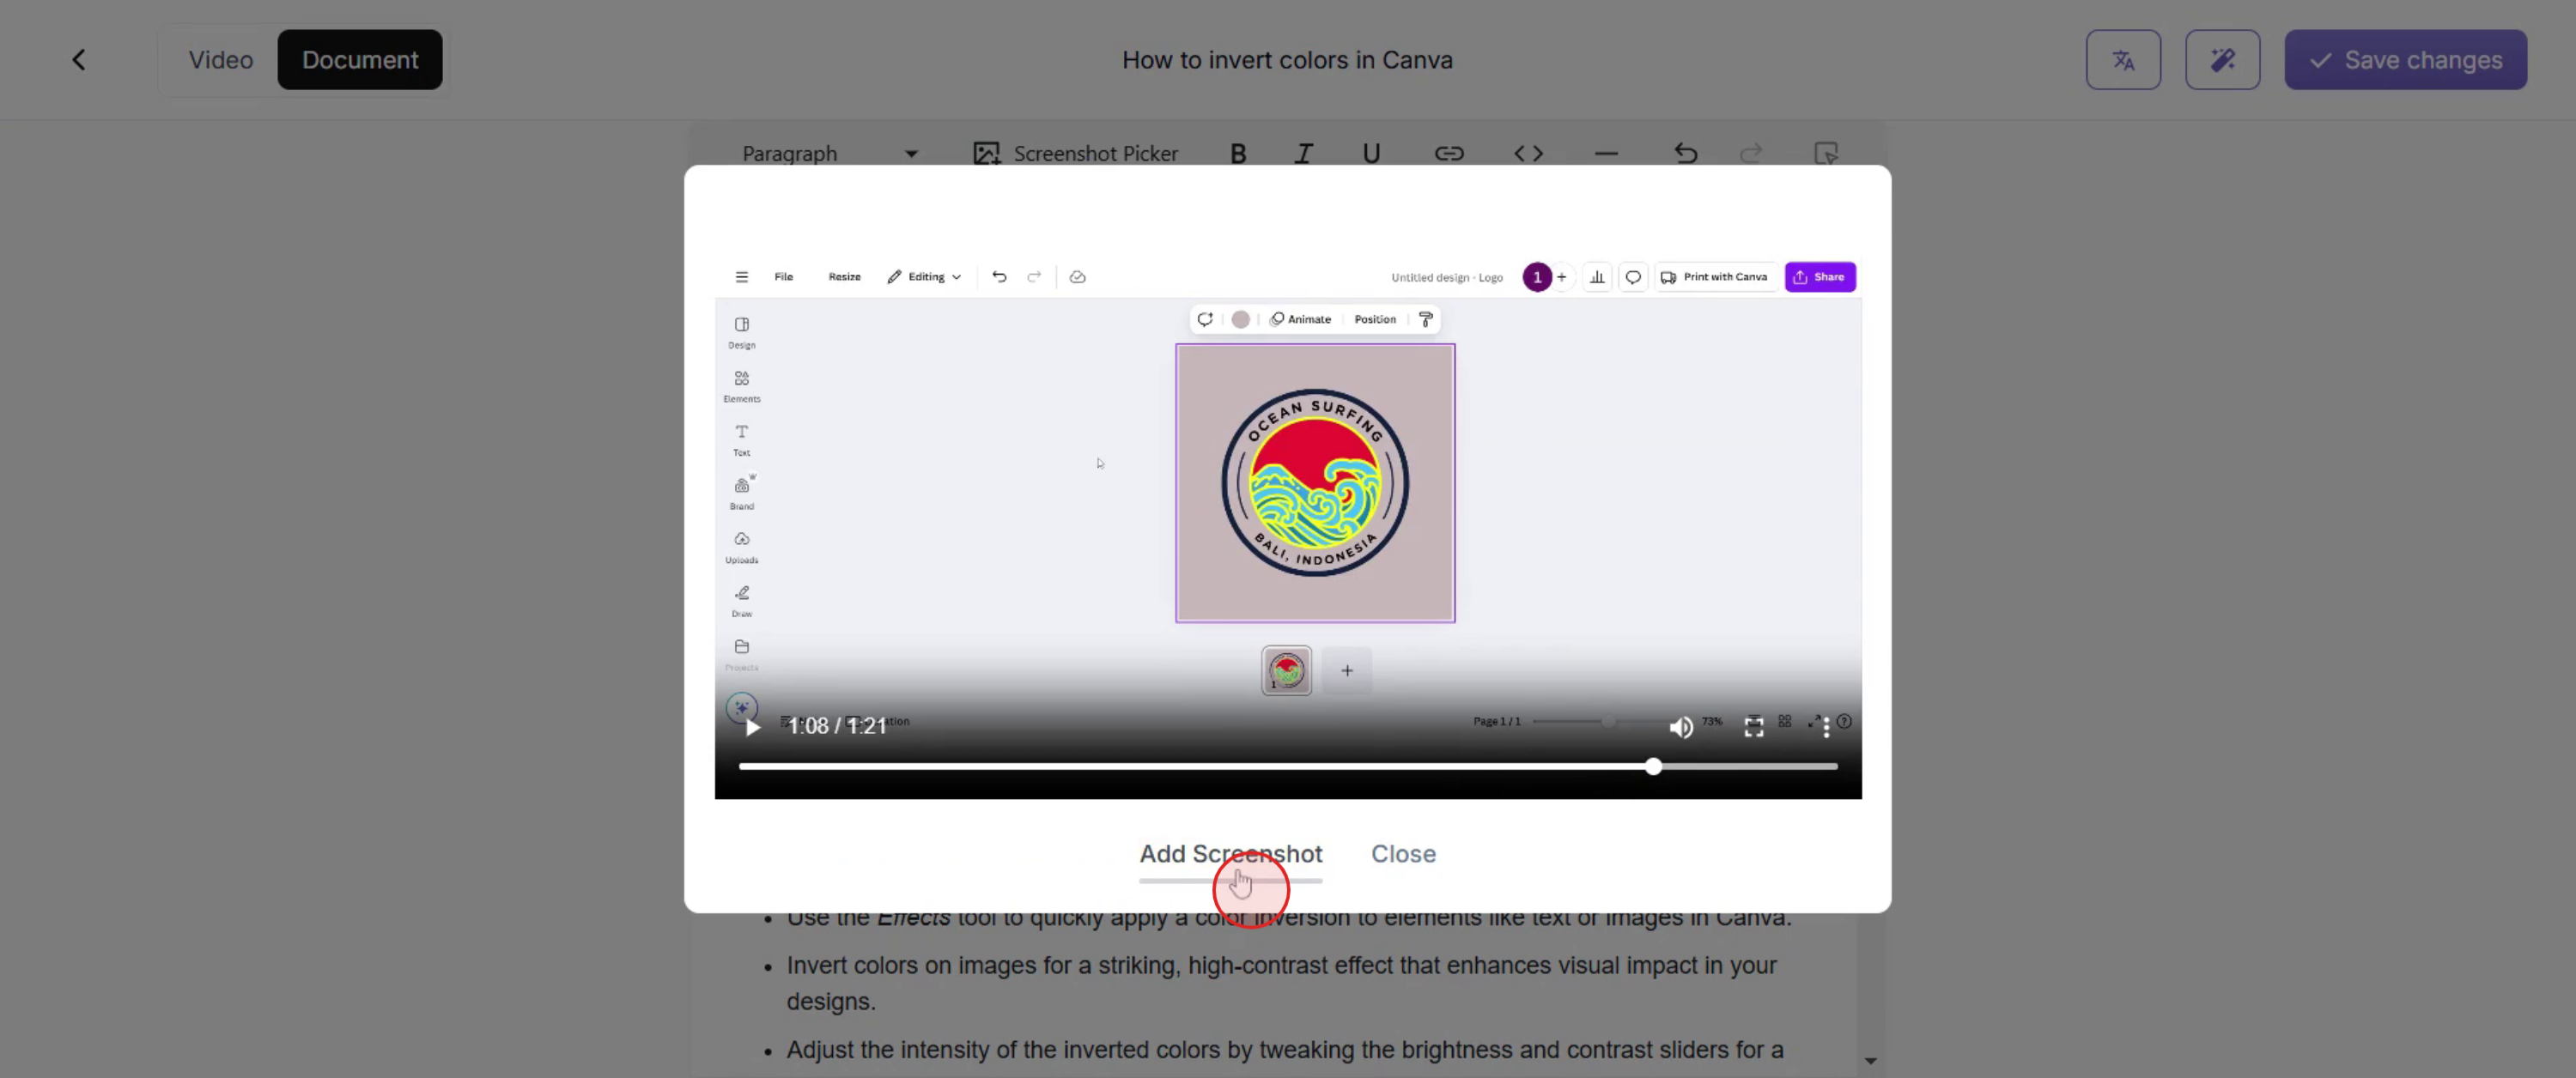 Video Document How to invert colors in Canva Save changes
Paragraph Screenshot Picker B I U
File Resize Editing Untitled design - Logo 1 + Print with Canva Share
Animate Position
Design
Elements
Text
Brand
Uploads
Draw
Projects
OCEAN SURFING
BALI, INDONESIA
1 +
1:08 / 1:21 Page 1 / 1 73%
Add Screenshot Close
Use the Effects tool to quickly apply a color inversion to elements like text or images in Canva.
Invert colors on images for a striking, high-contrast effect that enhances visual impact in your
designs.
Adjust the intensity of the inverted colors by tweaking the brightness and contrast sliders for a